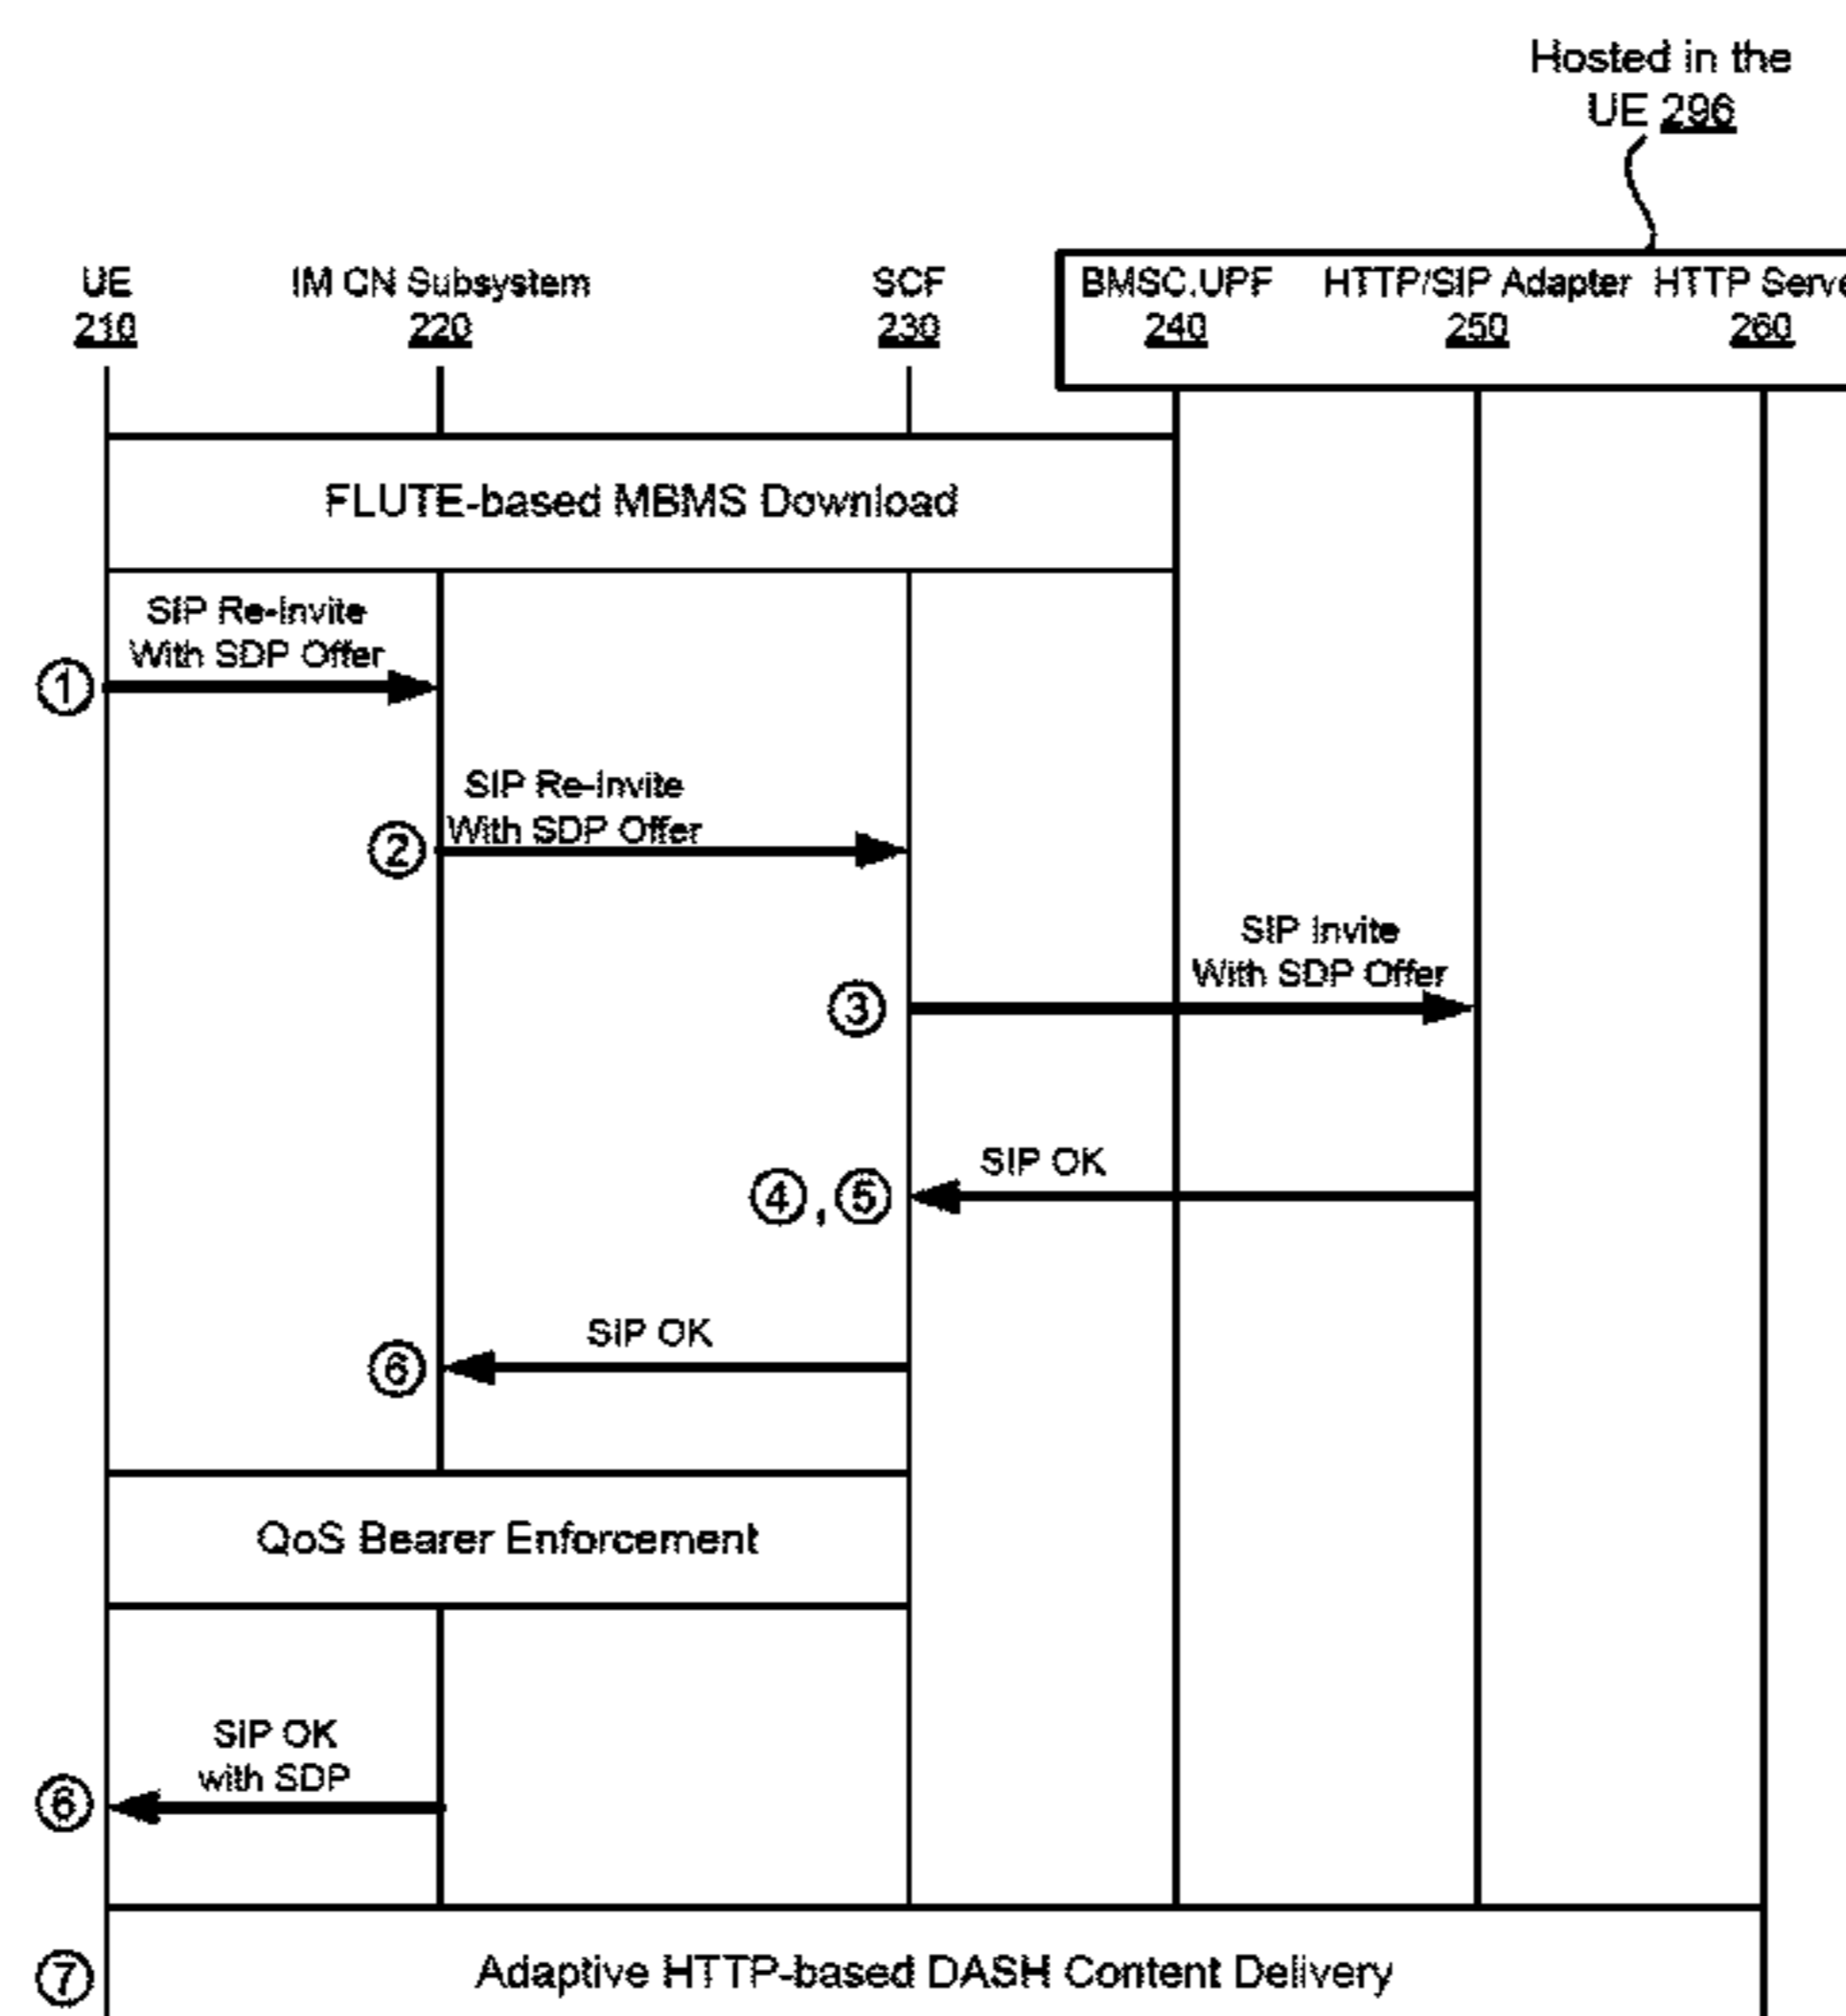 Hosted in the
UE 296
UE IM CN Subsystem SCF BMSC.UPF HTTP/SIP Adapter HTTP Serve
210 220 230 240 250 260
FLUTE-based MBMS Download
SIP Re-Invite
With SDP Offer
1
SIP Re-Invite
With SDP Offer
2
SIP Invite
With SDP Offer
3
SIP OK
4 , 5
SIP OK
6
QoS Bearer Enforcement
SIP OK
with SDP
6
7 Adaptive HTTP-based DASH Content Delivery